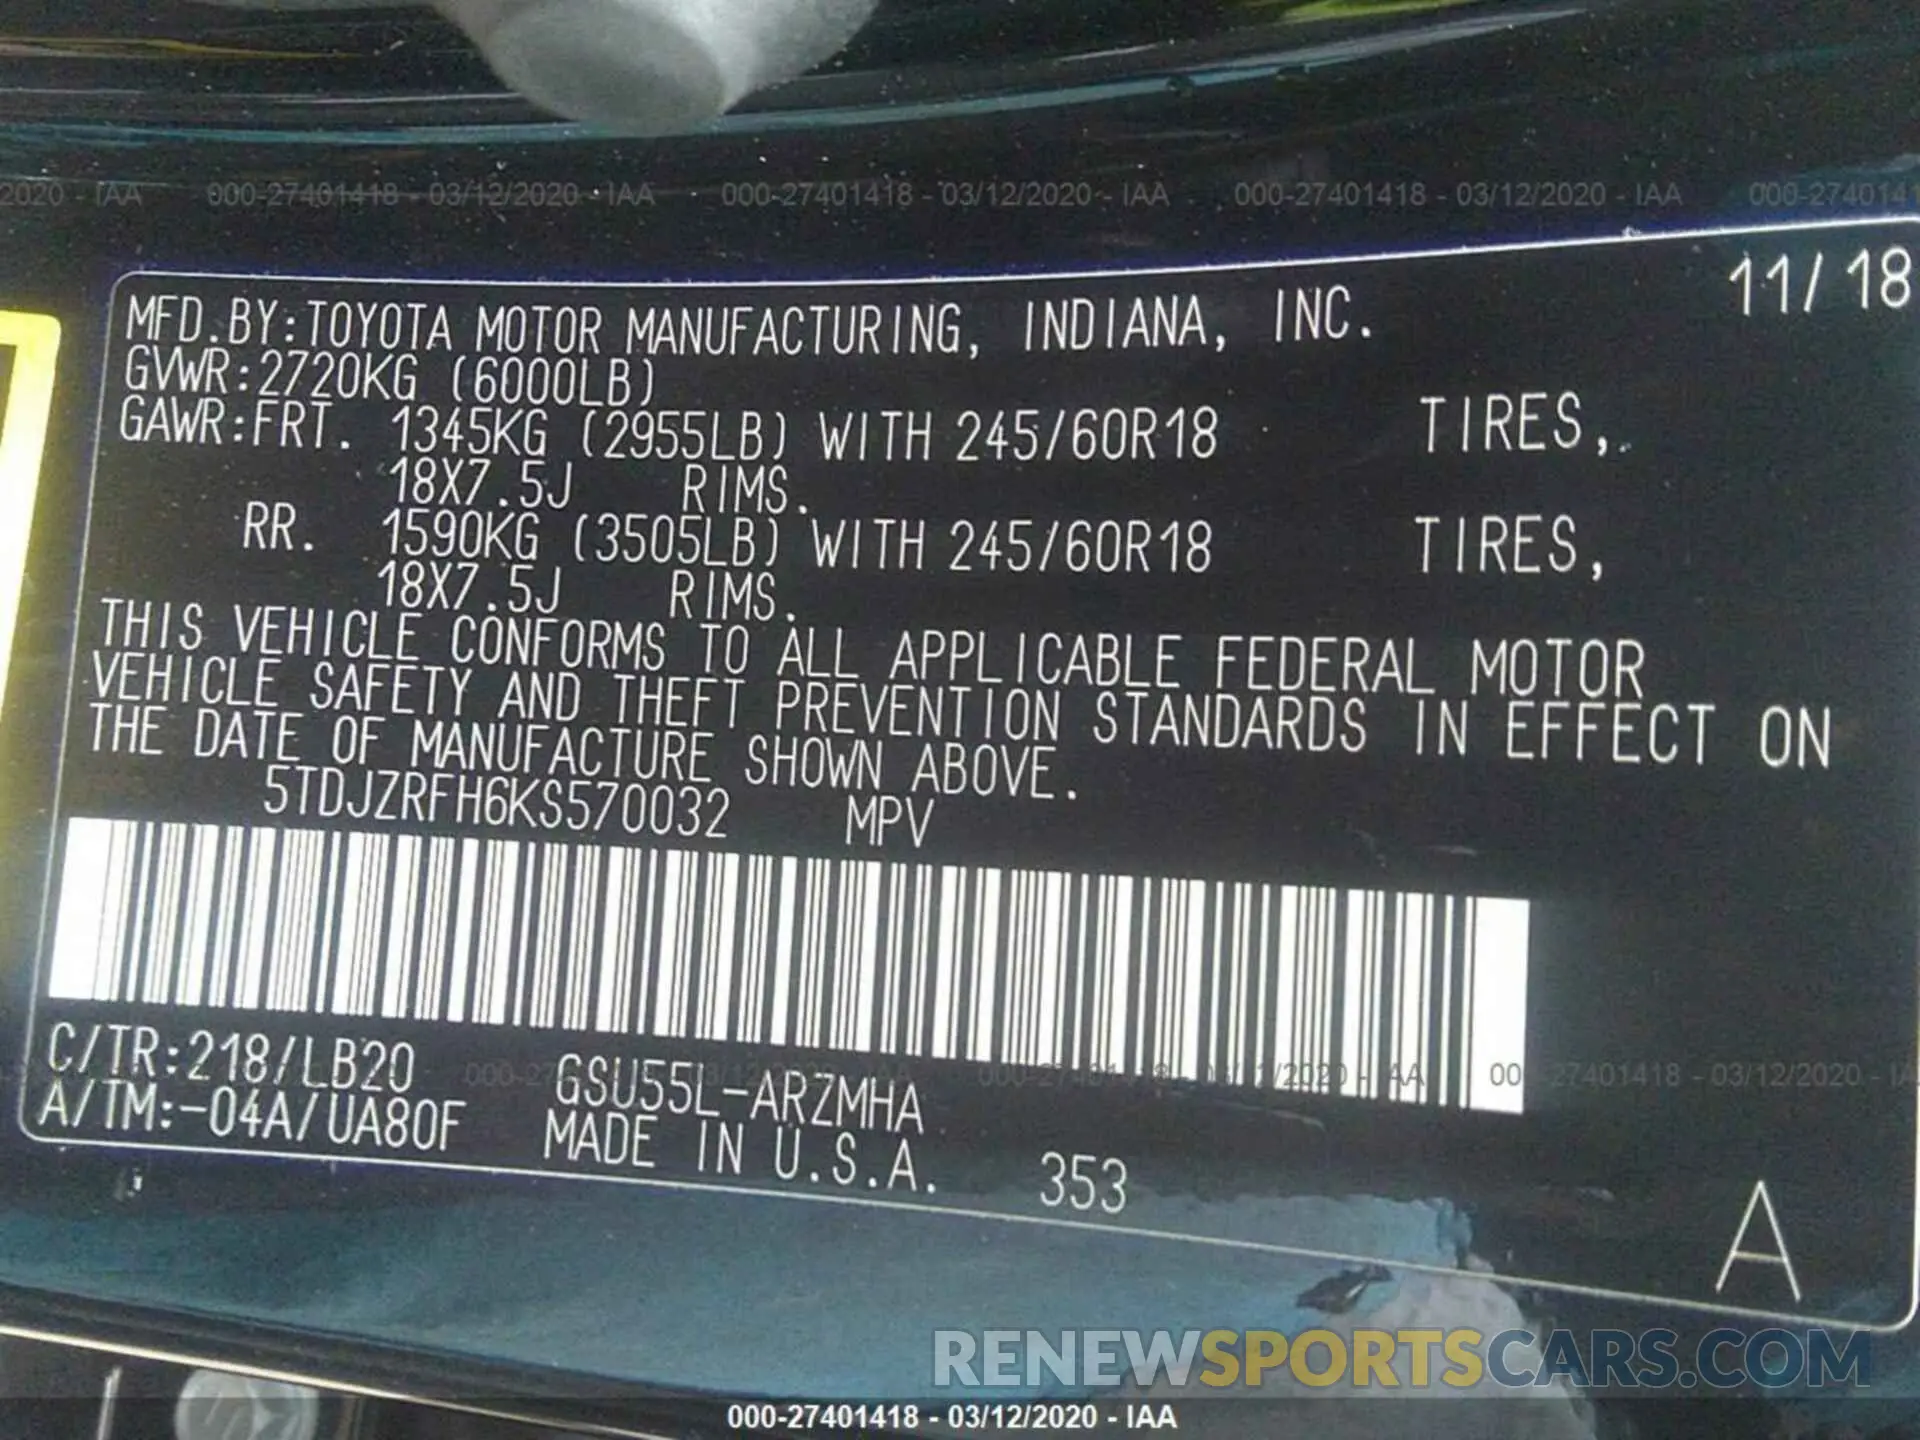 2020 - IAA 000-27401418 - 03/12/2020 - IAA 000-27401418 - 03/12/2020 - IAA 000-27401418 - 03/12/2020 - IAA 000-2740141
11/18
MFD.BY:TOYOTA MOTOR MANUFACTURING, INDIANA, INC.
GVWR:2720KG (6000LB)
GAWR:FRT. 1345KG (2955LB) WITH 245/60R18 TIRES,
18X7.5J RIMS.
RR. 1590KG (3505LB) WITH 245/60R18 TIRES,
18X7.5J RIMS.
THIS VEHICLE CONFORMS TO ALL APPLICABLE FEDERAL MOTOR
VEHICLE SAFETY AND THEFT PREVENTION STANDARDS IN EFFECT ON
THE DATE OF MANUFACTURE SHOWN ABOVE.
5TDJZRFH6KS570032 MPV
C/TR:218/LB20 GSU55L-ARZMHA
A/TM:-04A/UA80F MADE IN U.S.A. 353
A
RENEWSPORTSCARS.COM
000-27401418 - 03/12/2020 - IAA